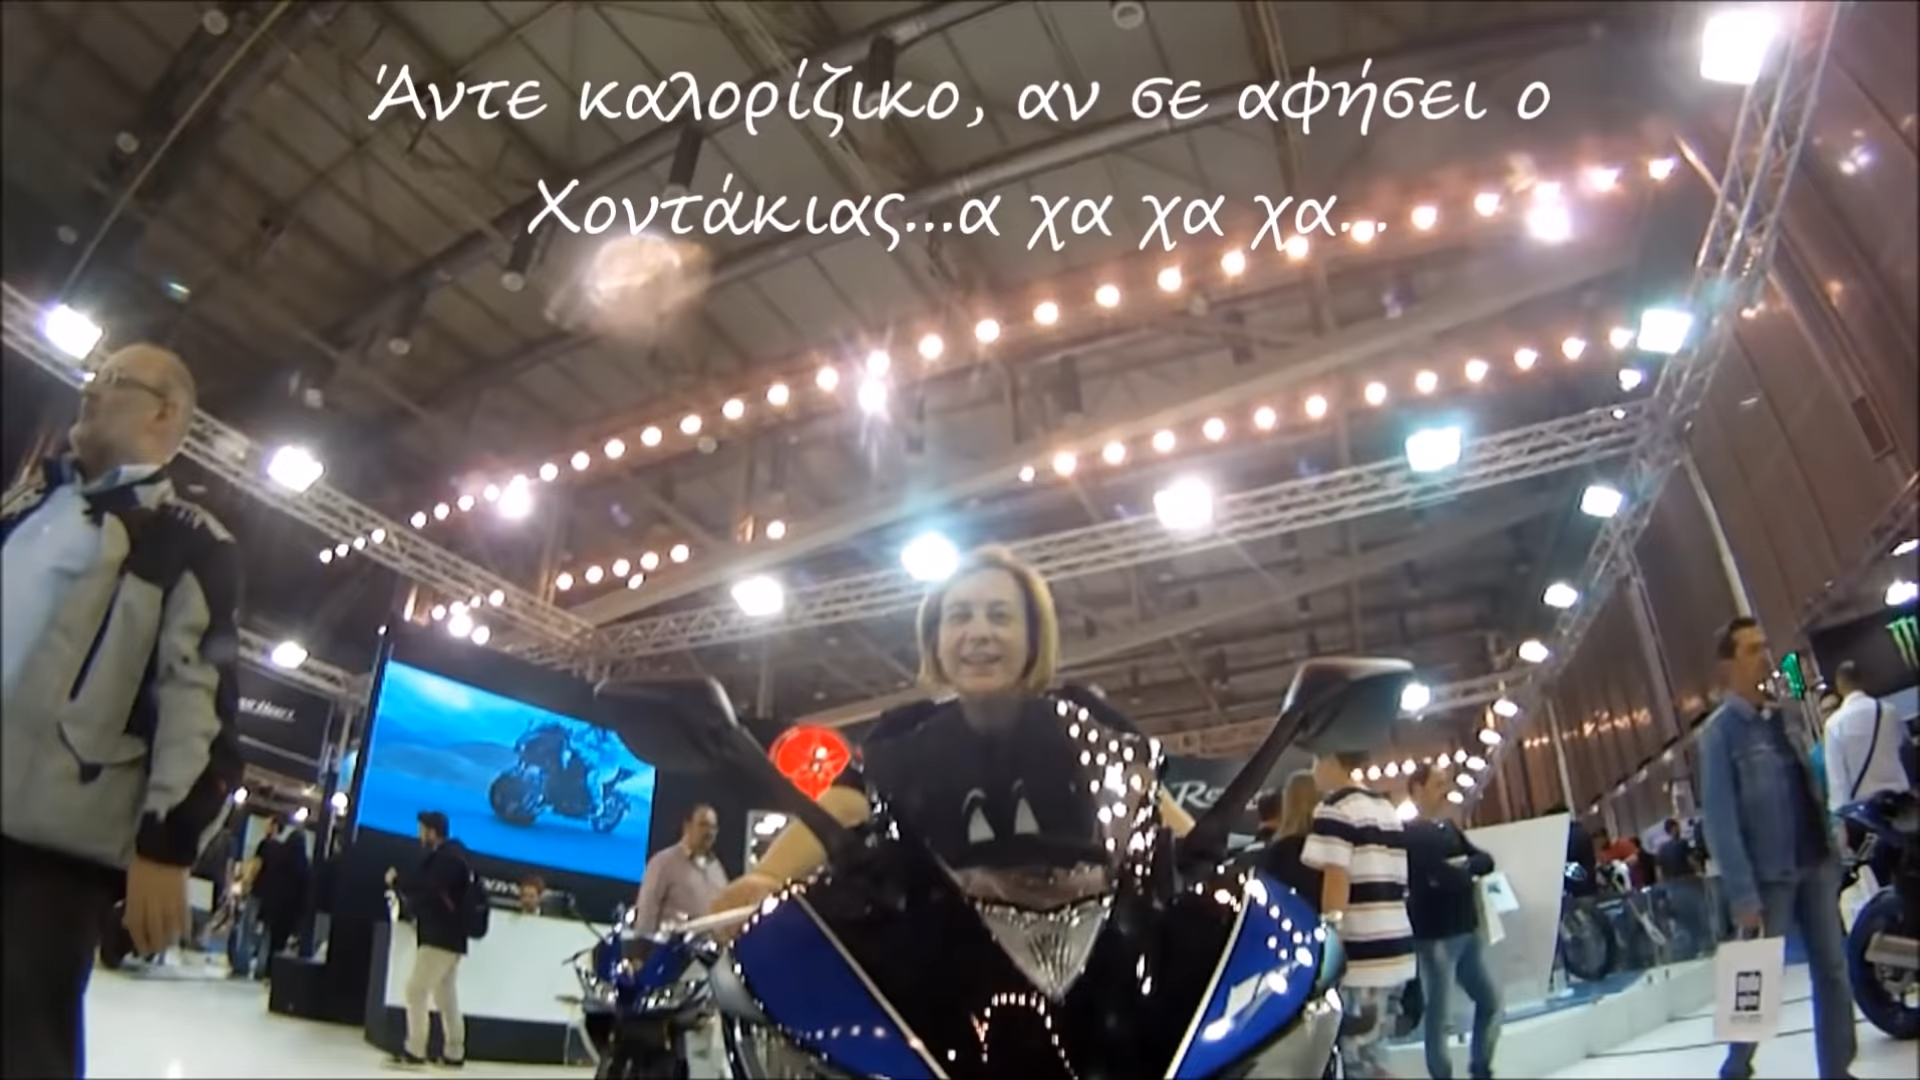 Άντε καλορίζικο, αν σε αφήσει ο
Χοντάκιας...α χα χα χα...